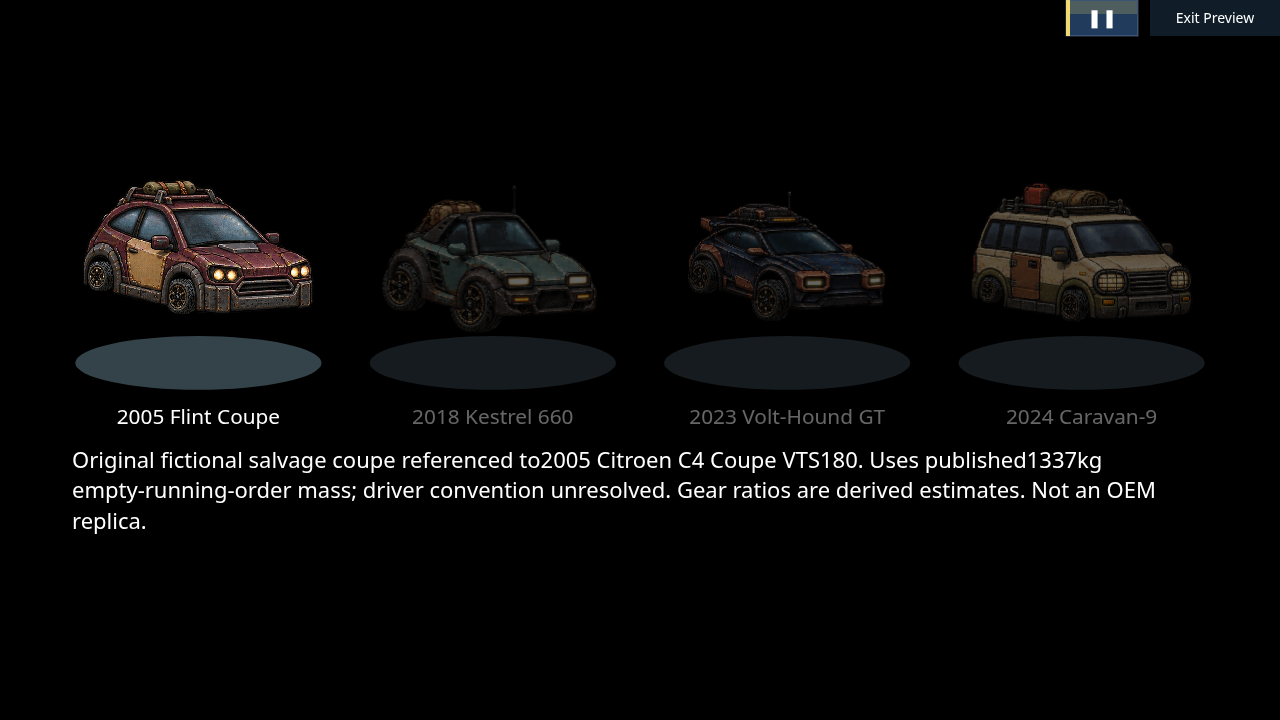 Exit Preview
2005 Flint Coupe
2018 Kestrel 660
2023 Volt-Hound GT
2024 Caravan-9
Original fictional salvage coupe referenced to2005 Citroen C4 Coupe VTS180. Uses published1337kg
empty-running-order mass; driver convention unresolved. Gear ratios are derived estimates. Not an OEM
replica.